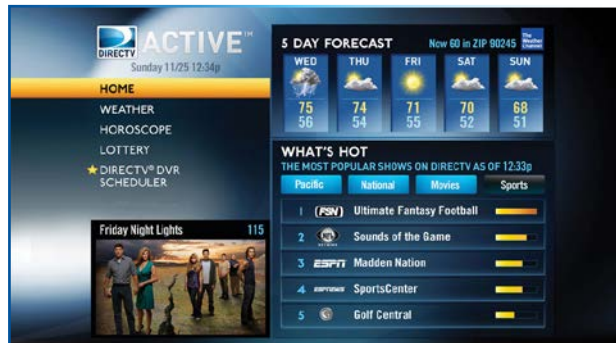 DIRECTV
ACTIVE™
Sunday 11/25 12:34p
HOME
WEATHER
HOROSCOPE
LOTTERY
DIRECTV® DVR
SCHEDULER
Friday Night Lights 115
5 DAY FORECAST Now 60 in ZIP 90245
The
Weather
Channel
WED THU FRI SAT SUN
75 74 71 70 68
56 54 55 52 51
WHAT'S HOT
THE MOST POPULAR SHOWS ON DIRECTV AS OF 12:33p
Pacific National Movies Sports
1 FSN Ultimate Fantasy Football
2 Sounds of the Game
3 ESPN Madden Nation
4 ESPNEWS SportsCenter
5 Golf Central